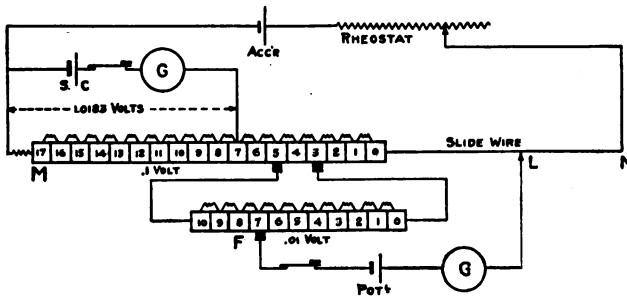 ACC'R
RHEOSTAT
S. C
G
1.0183 VOLTS
17 16 15 14 13 12 11 10 9 8 7 6 5 4 3 2 1 0
SLIDE WIRE
M
.1 VOLT
L
N
10 9 8 7 6 5 4 3 2 1 0
F
.01 VOLT
POT'L
G